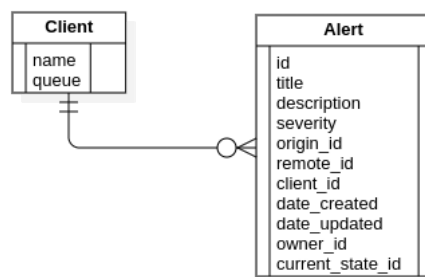 Client
name
queue
Alert
id
title
description
severity
origin_id
remote_id
client_id
date_created
date_updated
owner_id
current_state_id